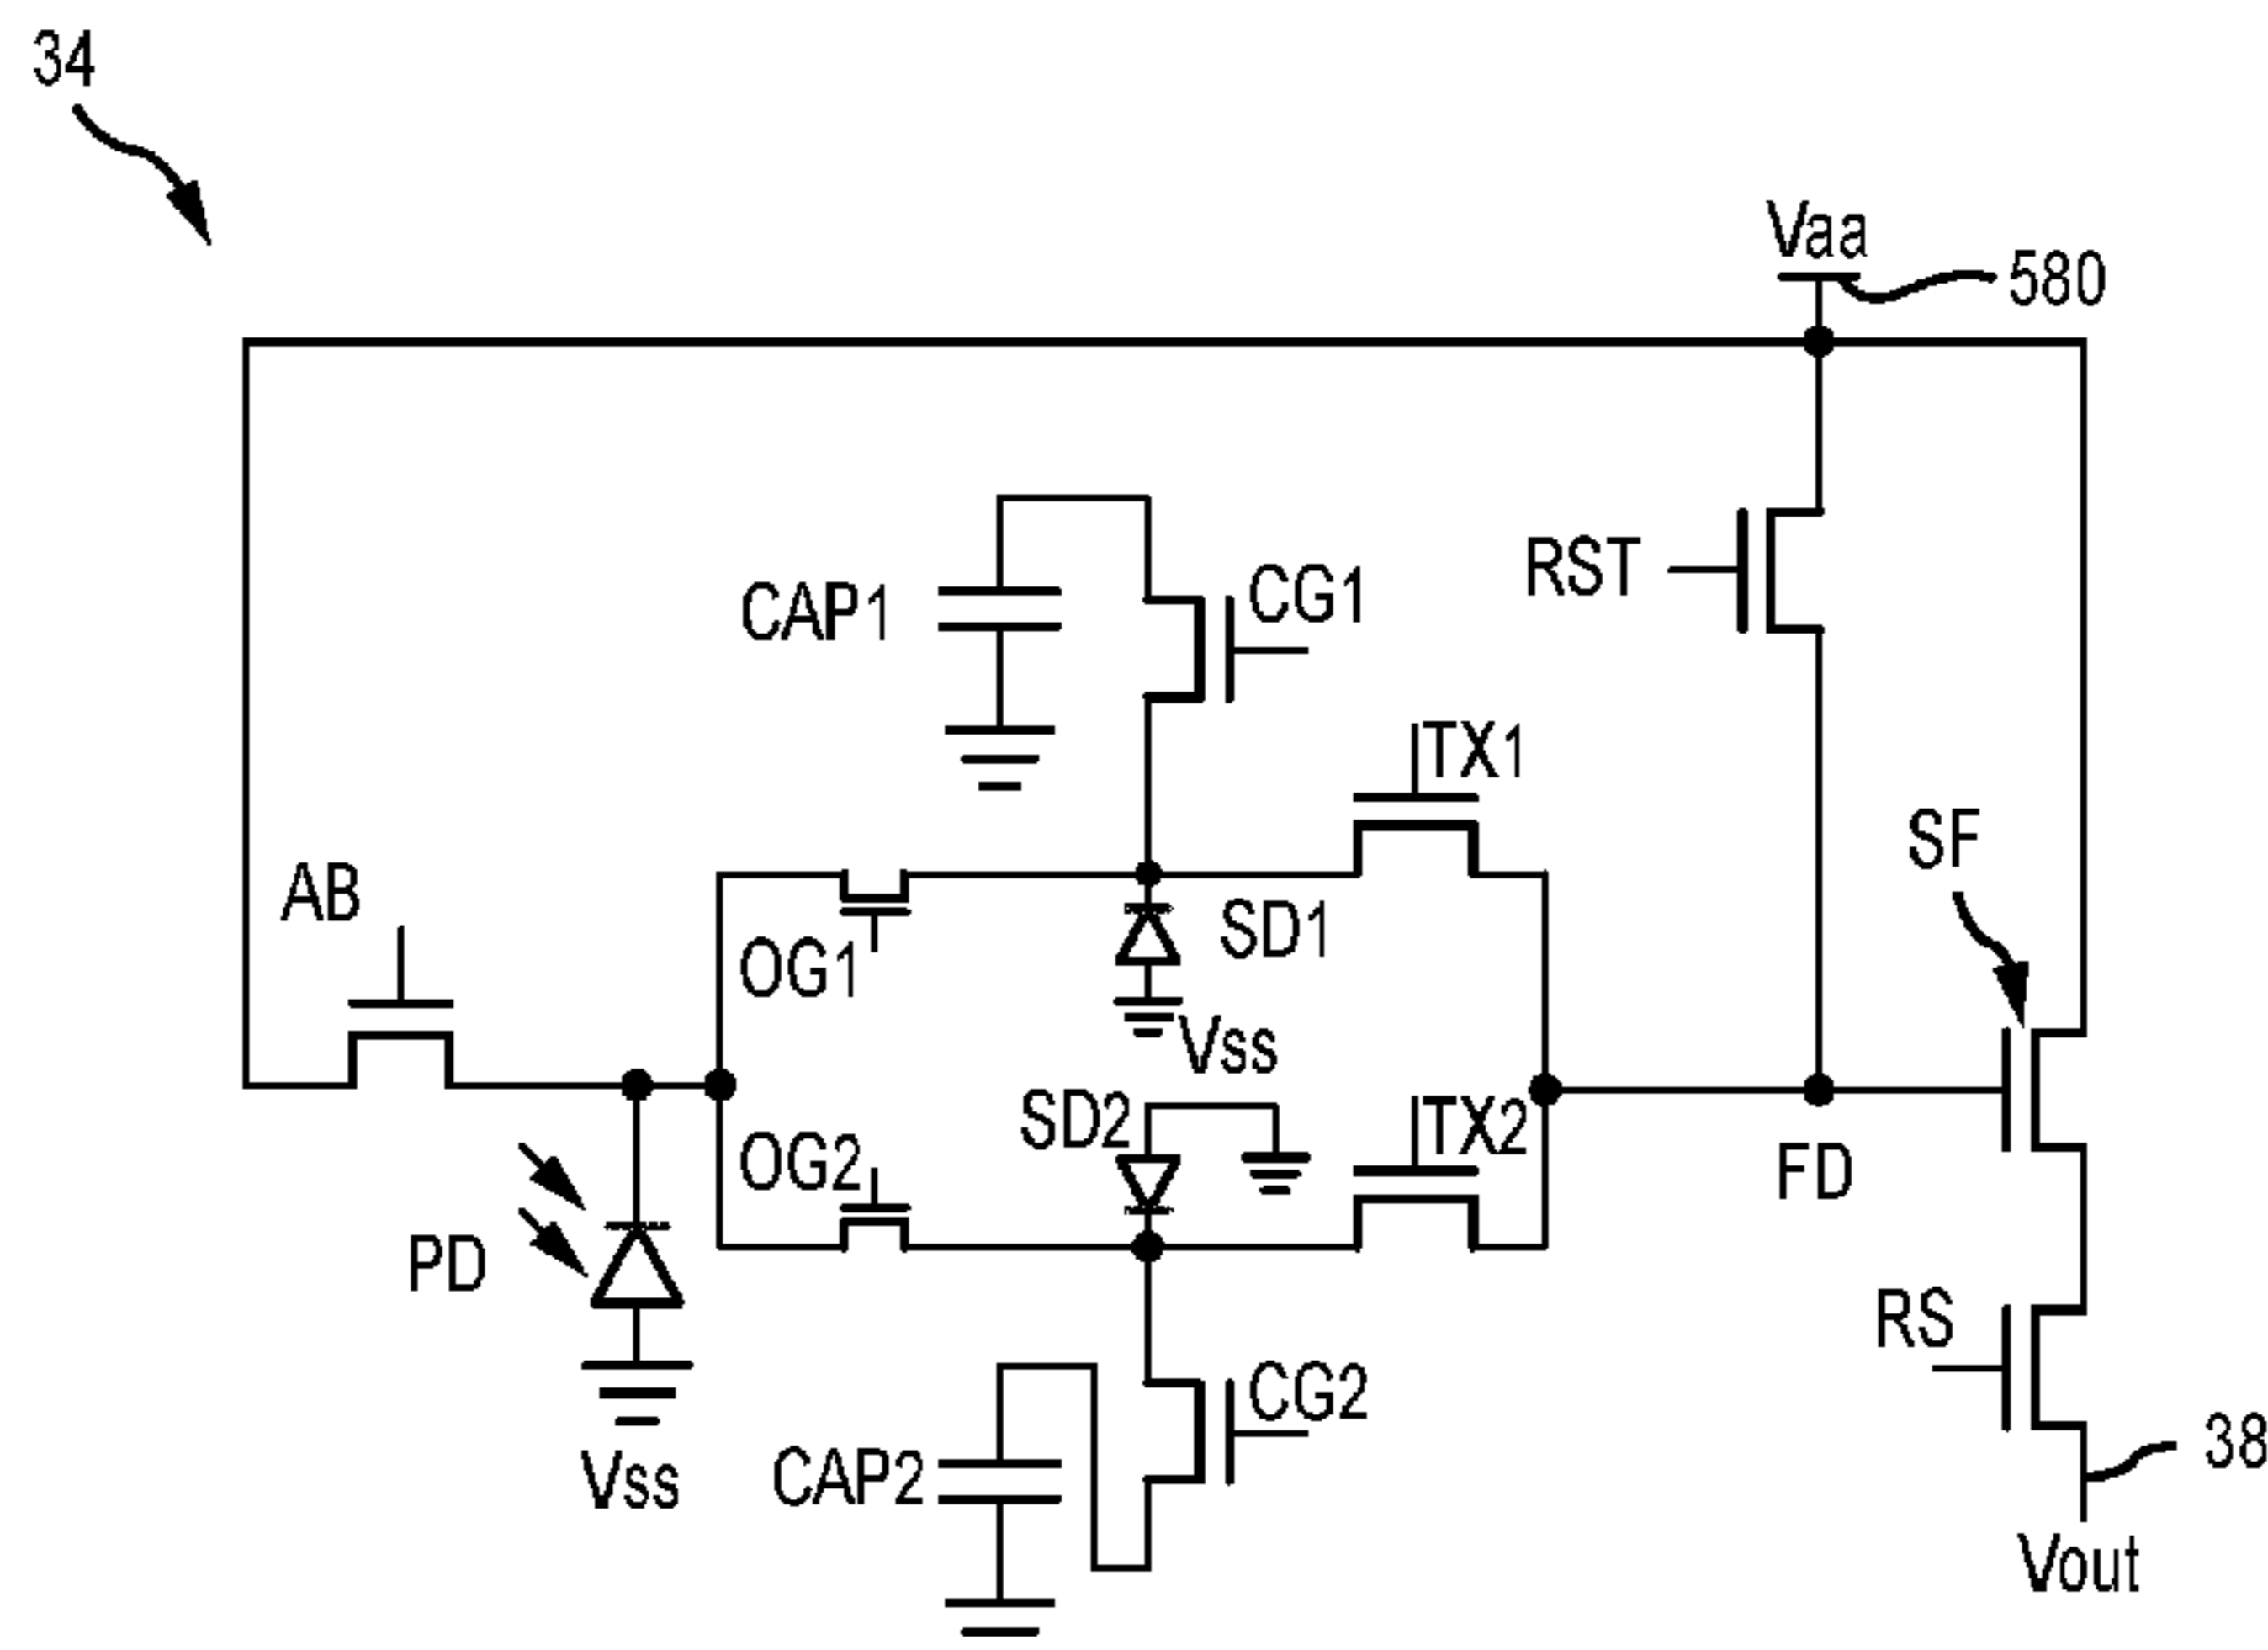 34
Vaa
580
RST
CAP1
CG1
TX1
SF
AB
OG1
SD1
Vss
SD2
TX2
OG2
FD
PD
RS
CG2
CAP2
Vss
38
Vout